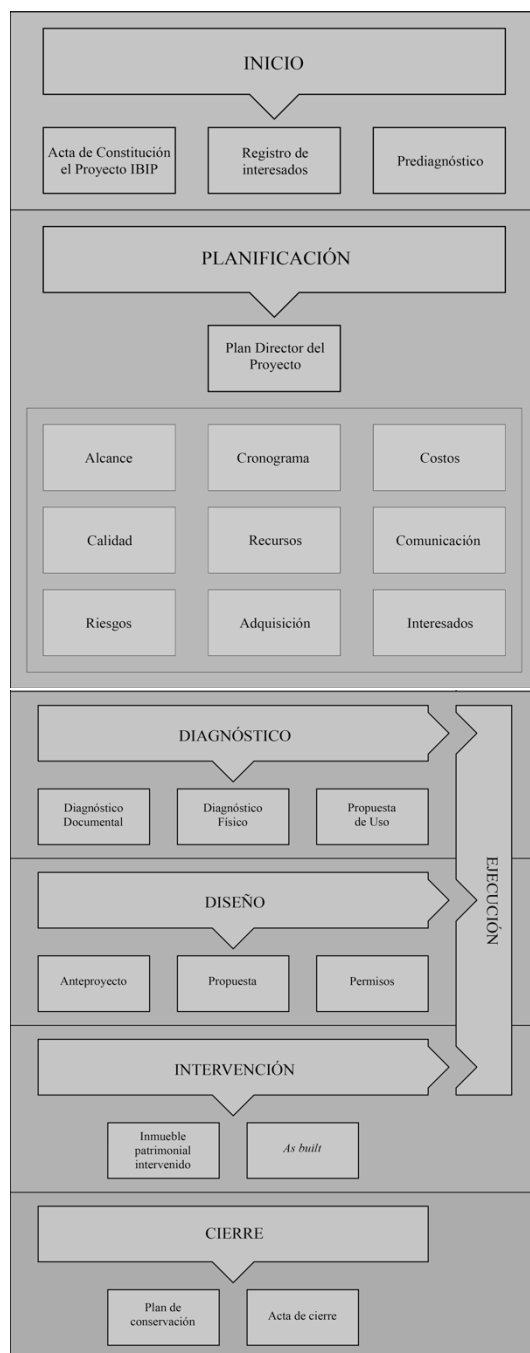 INICIO
Acta de Constitución
el Proyecto IBIP
Registro de
interesados
Prediagnóstico
PLANIFICACIÓN
Plan Director del
Proyecto
Alcance
Cronograma
Costos
Calidad
Recursos
Comunicación
Riesgos
Adquisición
Interesados
DIAGNÓSTICO
Diagnóstico
Documental
Diagnóstico
Físico
Propuesta
de Uso
EJECUCIÓN
DISEÑO
Anteproyecto
Propuesta
Permisos
INTERVENCIÓN
Inmueble
patrimonial
intervenido
As built
CIERRE
Plan de
conservación
Acta de cierre